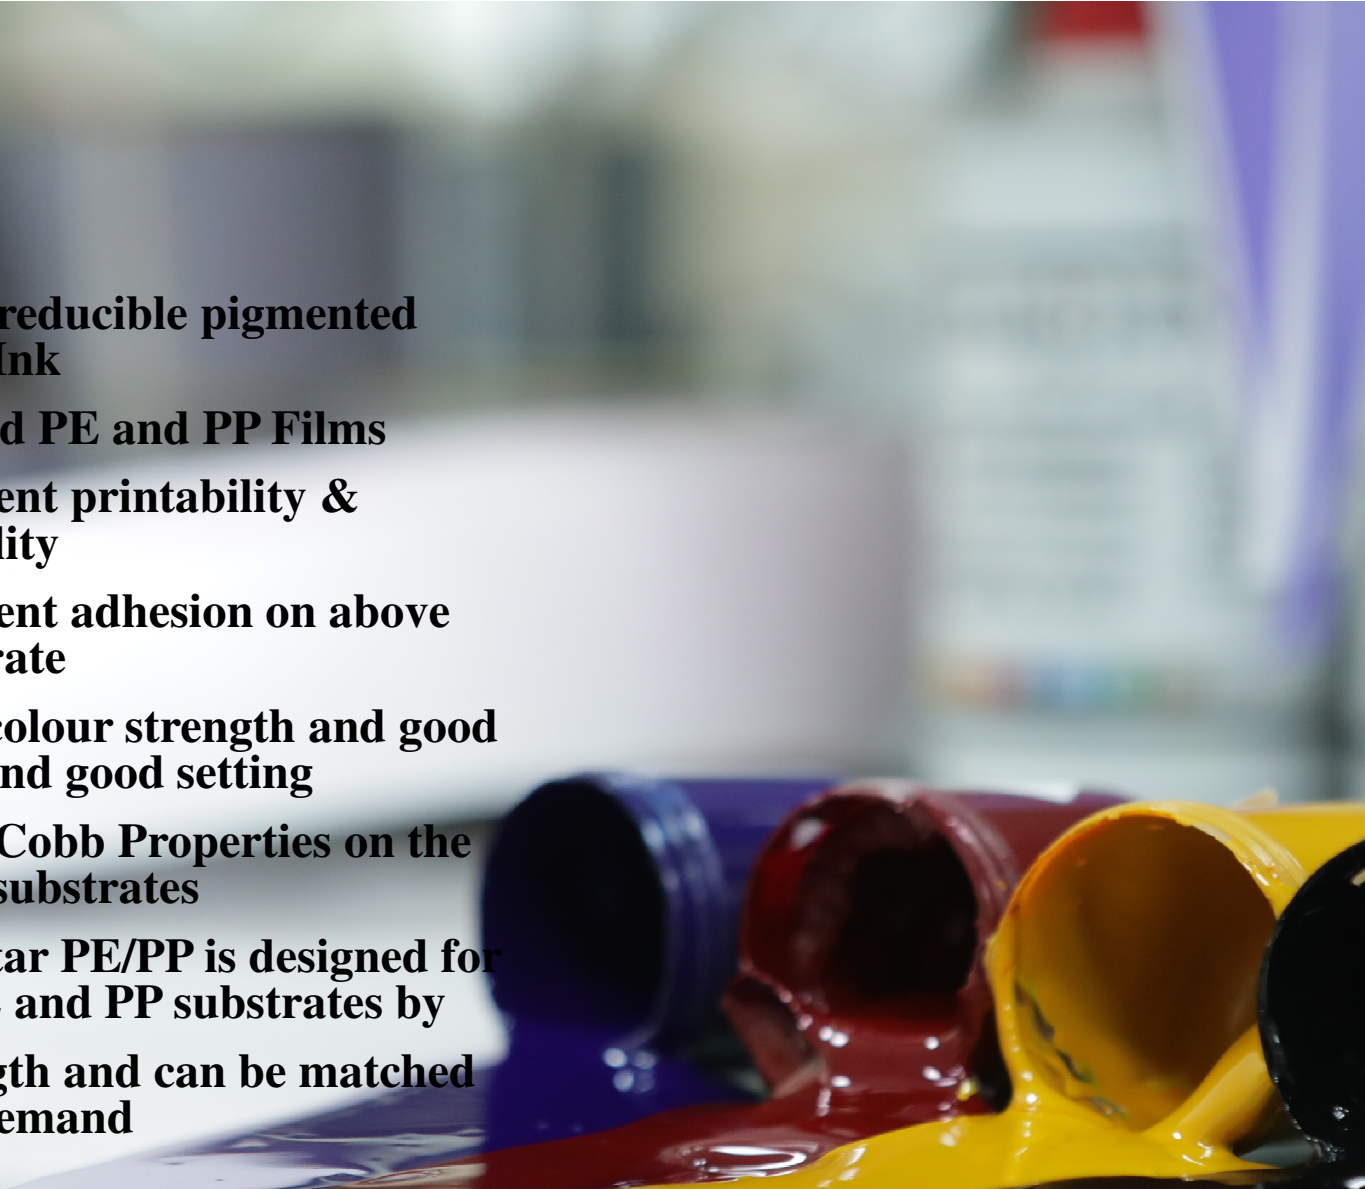 reducible pigmented
Ink
d PE and PP Films
ent printability &
lity
ent adhesion on above
rate
colour strength and good
nd good setting
Cobb Properties on the
substrates
tar PE/PP is designed for
and PP substrates by
gth and can be matched
emand